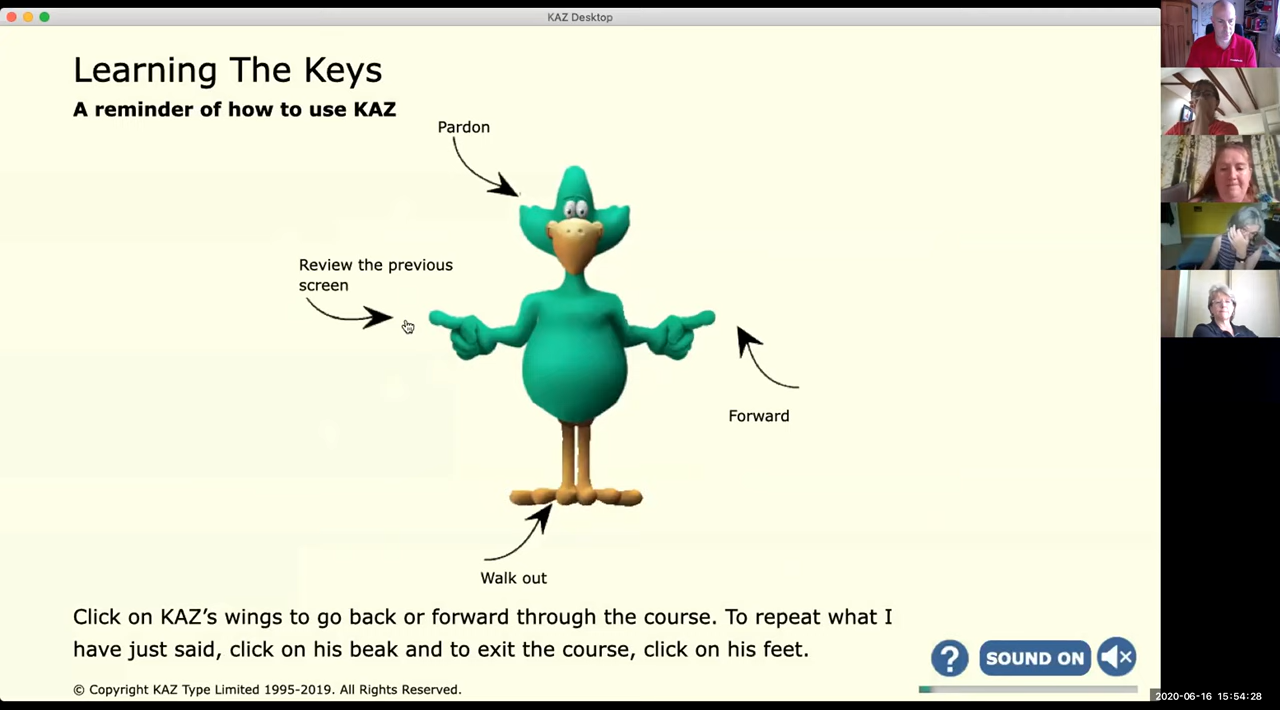 KAZ Desktop
Learning The Keys
A reminder of how to use KAZ
Pardon
Review the previous
screen
Forward
Walk out
Click on KAZ’s wings to go back or forward through the course. To repeat what I
have just said, click on his beak and to exit the course, click on his feet.
?
SOUND ON
© Copyright KAZ Type Limited 1995-2019. All Rights Reserved.
2020-06-16 15:54:28